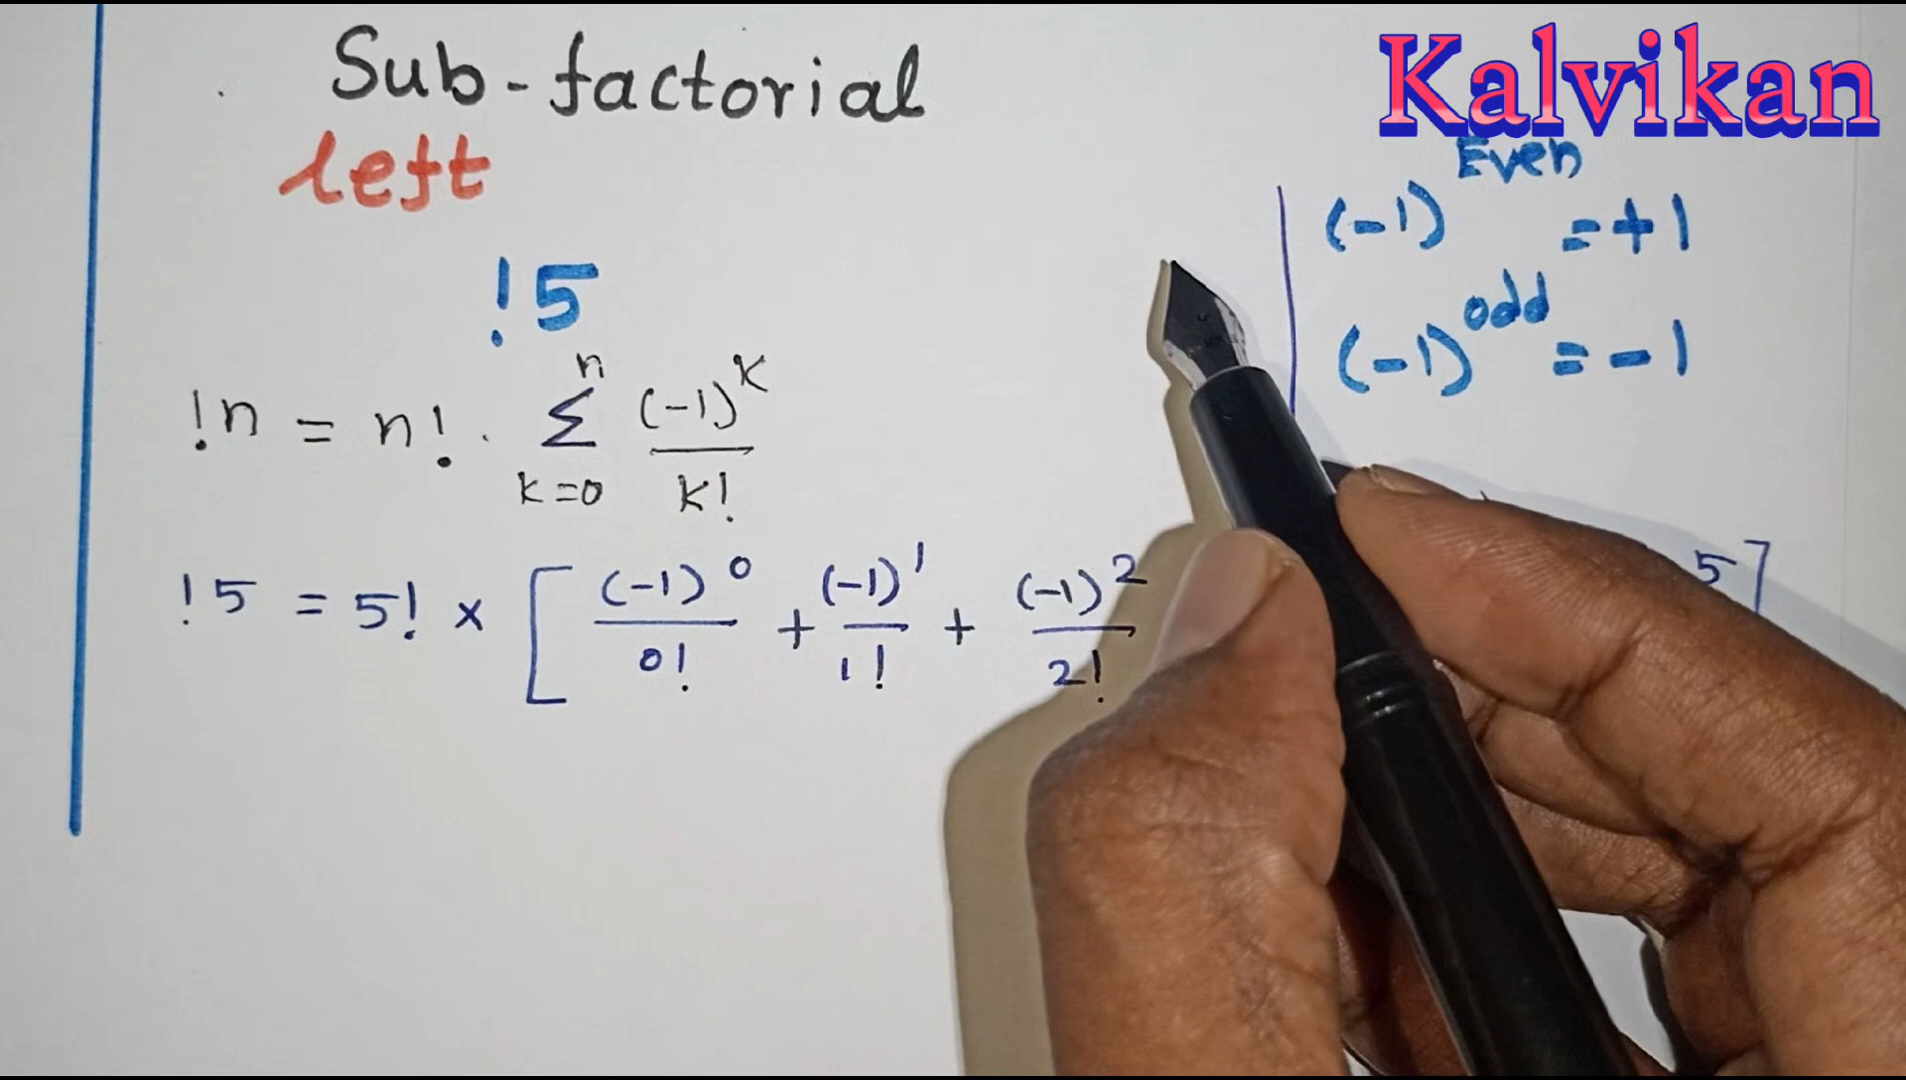 Kalvikan
Sub-factorial
left
!5
!n = n! . n Σ k=0 (-1)^k / k!
!5 = 5! × [ (-1)^0 / 0! + (-1)^1 / 1! + (-1)^2 / 2! 5 ]
(-1)^Even = +1
(-1)^odd = -1